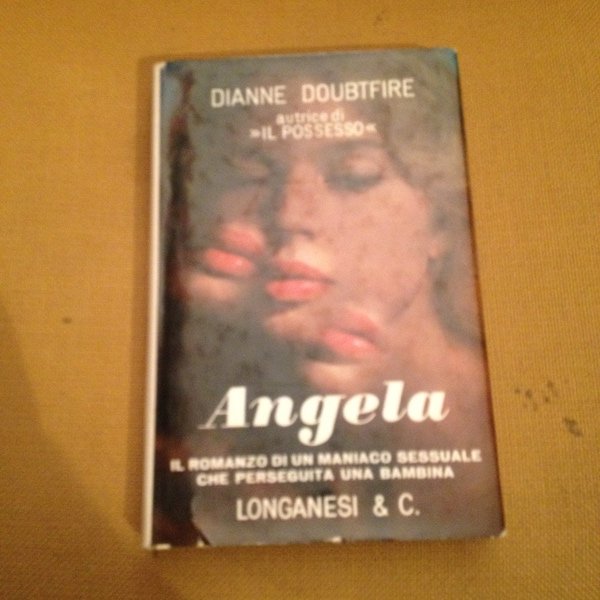 DIANNE DOUBTFIRE
autrice di
»IL POSSESSO«
Angela
IL ROMANZO DI UN MANIACO SESSUALE
CHE PERSEGUITA UNA BAMBINA
LONGANESI & C.